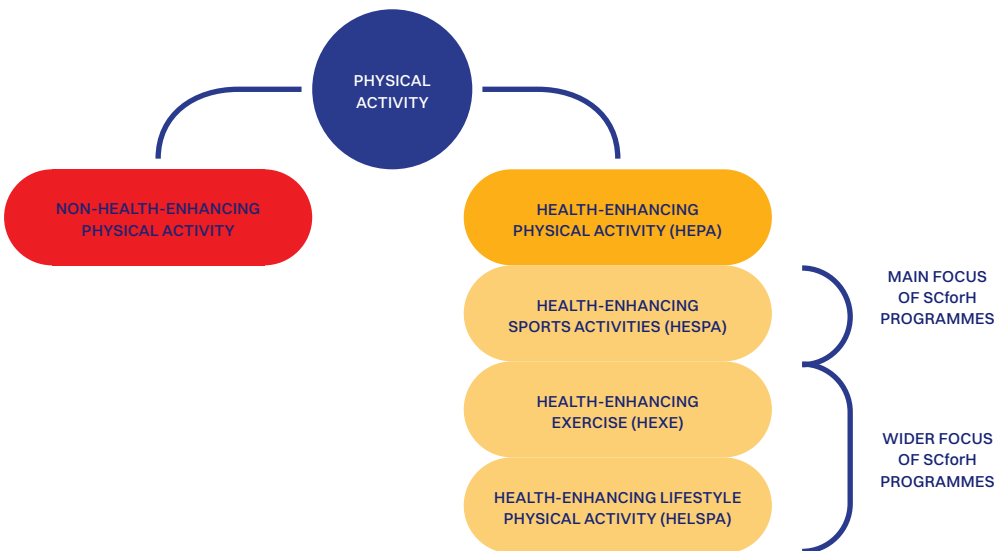 PHYSICAL
ACTIVITY
NON-HEALTH-ENHANCING
PHYSICAL ACTIVITY
HEALTH-ENHANCING
PHYSICAL ACTIVITY (HEPA)
HEALTH-ENHANCING
SPORTS ACTIVITIES (HESPA)
MAIN FOCUS
OF SCforH
PROGRAMMES
HEALTH-ENHANCING
EXERCISE (HEXE)
HEALTH-ENHANCING LIFESTYLE
PHYSICAL ACTIVITY (HELSPA)
WIDER FOCUS
OF SCforH
PROGRAMMES